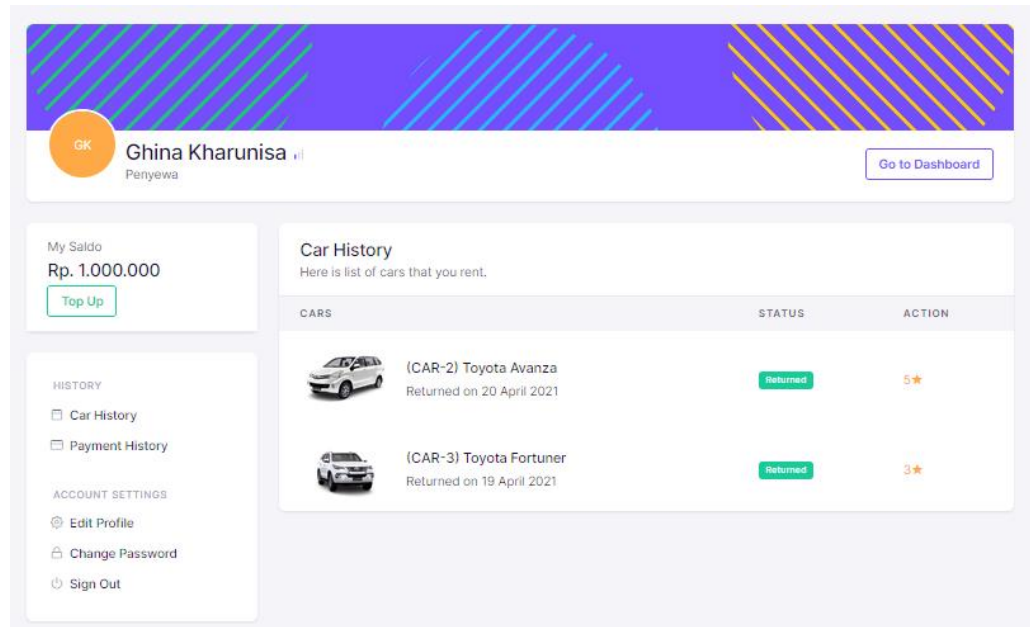 GK
Ghina Kharunisa
Penyewa
Go to Dashboard
My Saldo
Rp. 1.000.000
Top Up
HISTORY
Car History
Payment History
ACCOUNT SETTINGS
Edit Profile
Change Password
Sign Out
Car History
Here is list of cars that you rent.
CARS STATUS ACTION
(CAR-2) Toyota Avanza
Returned on 20 April 2021
Returned
5★
(CAR-3) Toyota Fortuner
Returned on 19 April 2021
Returned
3★